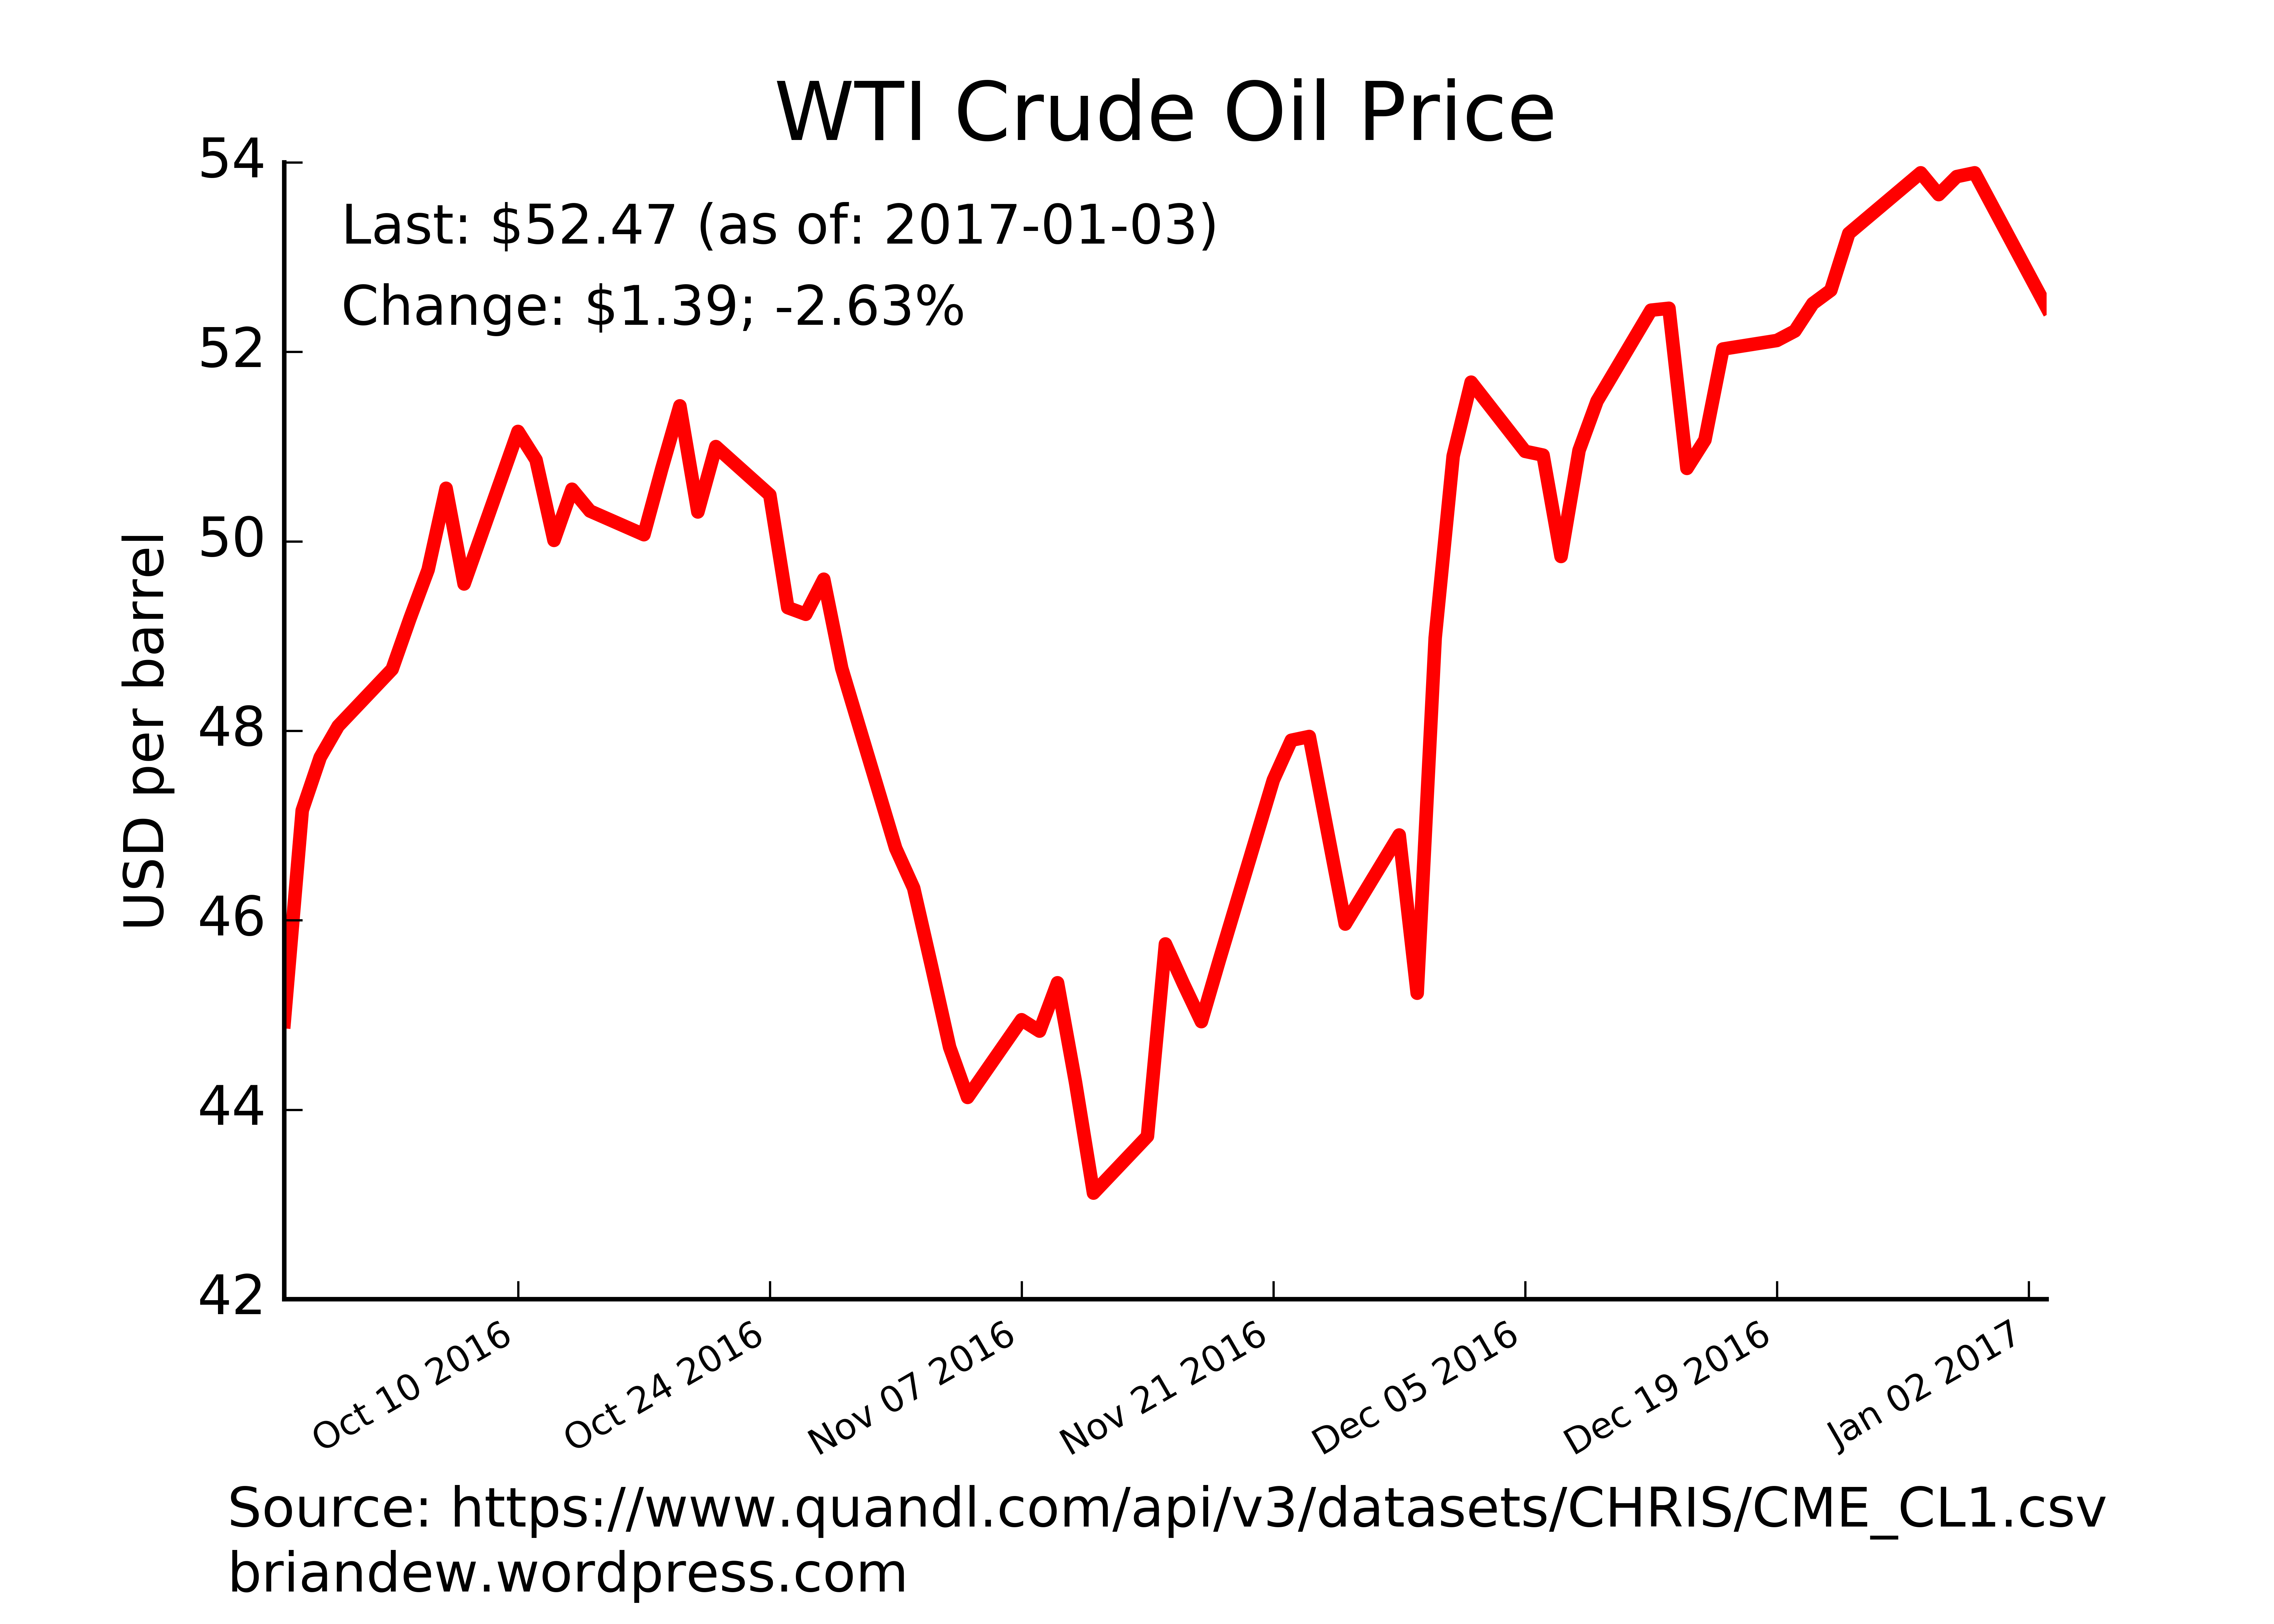 WTI Crude Oil Price
54
Last: $52.47 (as of: 2017-01-03)
Change: $1.39; -2.63%
52
50
48
46
44
42
USD per barrel
Oct 10 2016
Oct 24 2016
Nov 07 2016
Nov 21 2016
Dec 05 2016
Dec 19 2016
Jan 02 2017
Source: https://www.quandl.com/api/v3/datasets/CHRIS/CME_CL1.csv
briandew.wordpress.com